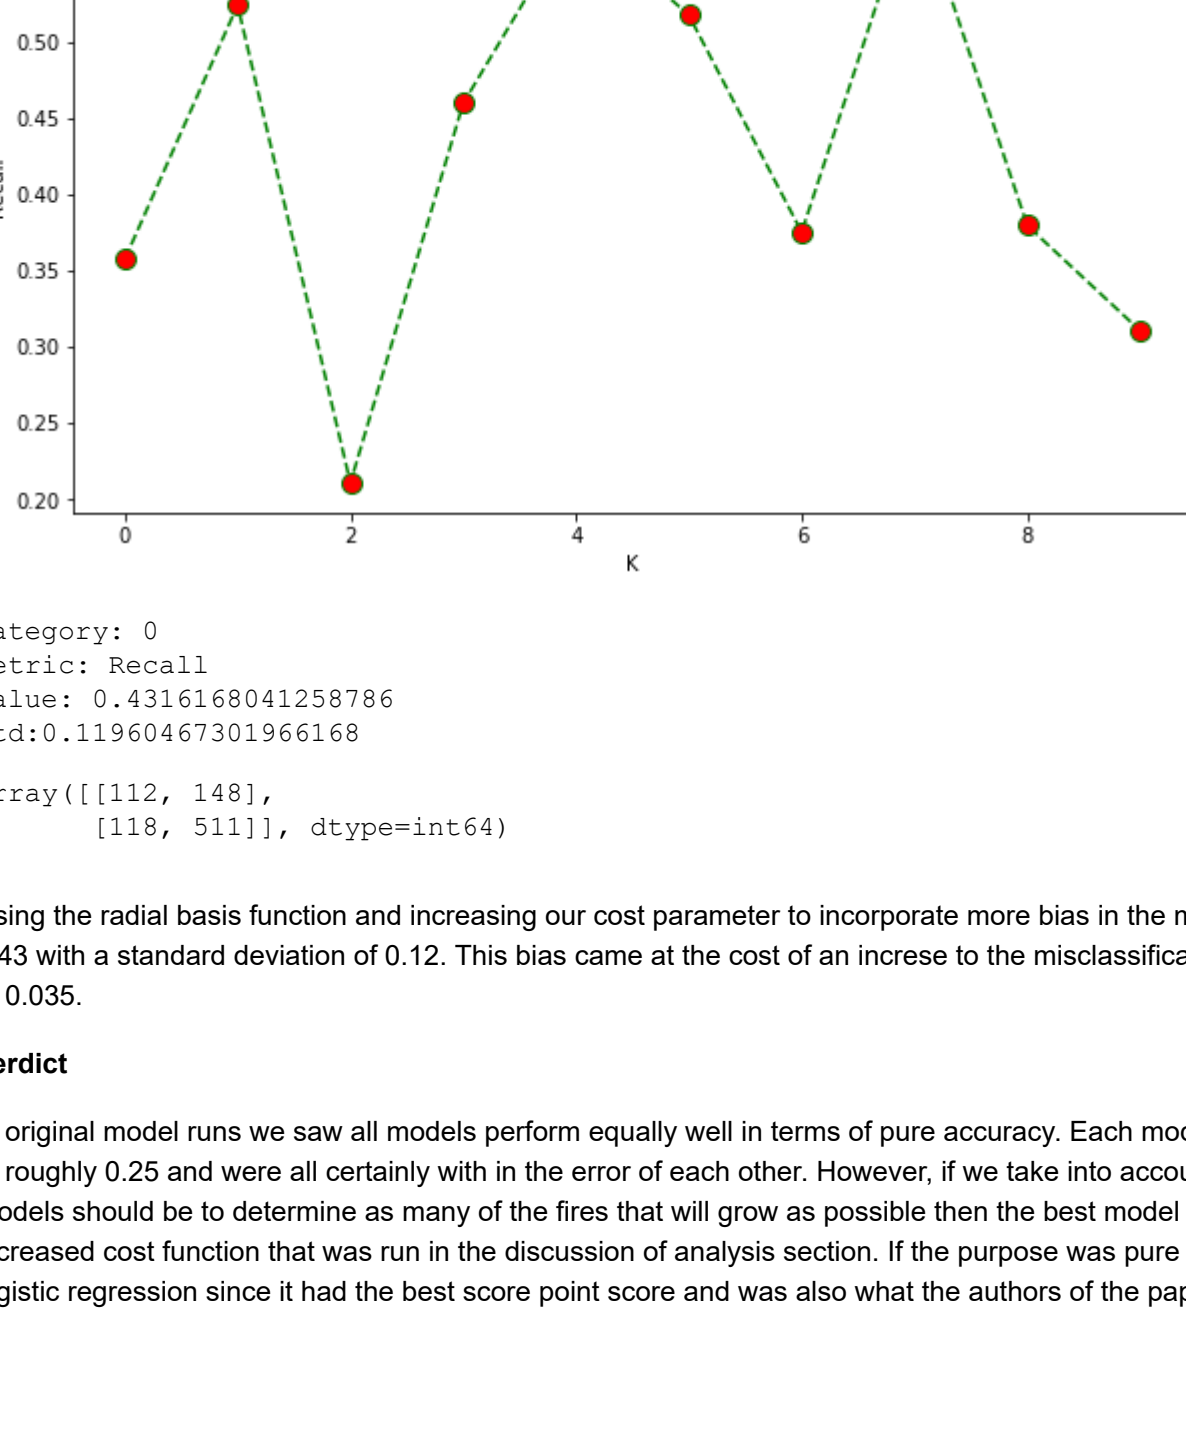 0.50
0.45
0.40
0.35
0.30
0.25
0.20
0 2 4 6 8
K
ategory: 0
etric: Recall
alue: 0.4316168041258786
td:0.11960467301966168
rray([[112, 148],
[118, 511]], dtype=int64)
sing the radial basis function and increasing our cost parameter to incorporate more bias in the m
43 with a standard deviation of 0.12. This bias came at the cost of an increse to the misclassifica
0.035.
erdict
original model runs we saw all models perform equally well in terms of pure accuracy. Each mod
roughly 0.25 and were all certainly with in the error of each other. However, if we take into accou
odels should be to determine as many of the fires that will grow as possible then the best model
creased cost function that was run in the discussion of analysis section. If the purpose was pure
gistic regression since it had the best score point score and was also what the authors of the pap